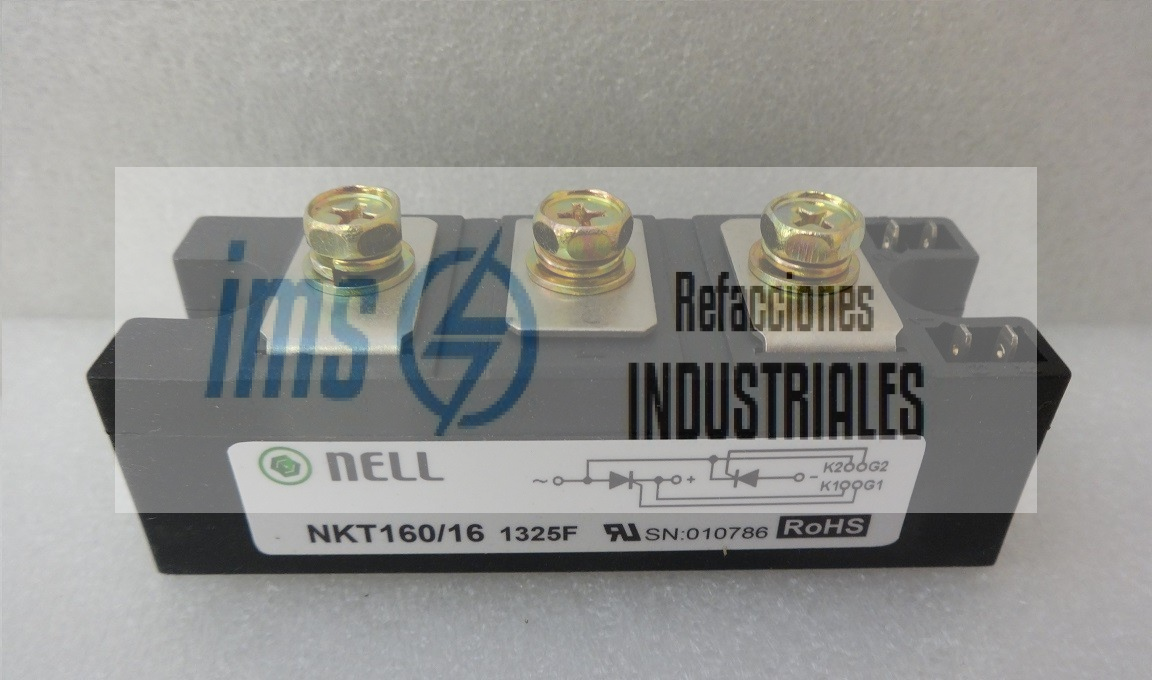 ims Refacciones
INDUSTRIALES
NELL
~ + -
K2 G2
K1 G1
NKT160/16 1325F SN:010786 RoHS